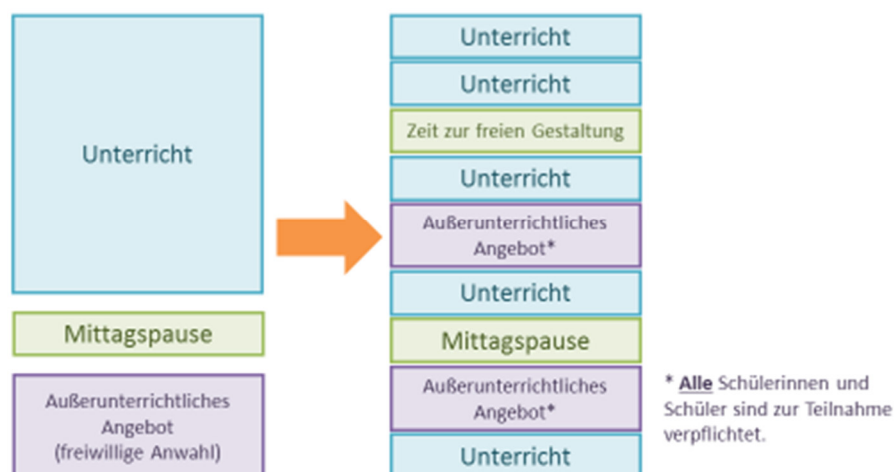 Unterricht
Mittagspause
Außerunterrichtliches
Angebot
(freiwillige Anwahl)
Unterricht
Unterricht
Zeit zur freien Gestaltung
Unterricht
Außerunterrichtliches
Angebot*
Unterricht
Mittagspause
Außerunterrichtliches
Angebot*
Unterricht
* Alle Schülerinnen und
Schüler sind zur Teilnahme
verpflichtet.